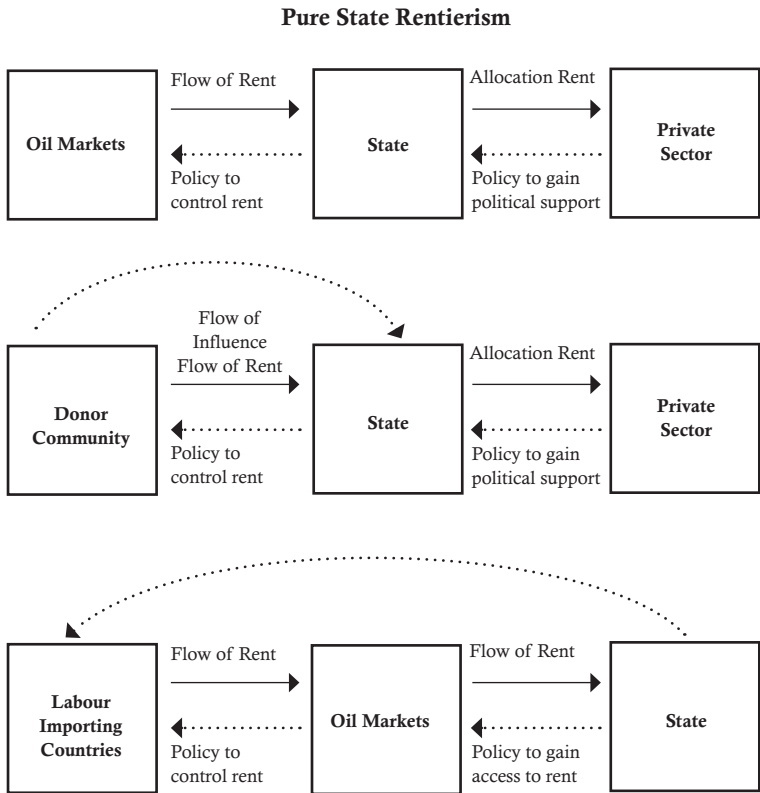 Pure State Rentierism
Flow of Rent
Allocation Rent
Oil Markets
State
Private
Sector
Policy to
control rent
Policy to gain
political support
Flow of
Influence
Flow of Rent
Allocation Rent
Donor
Community
State
Private
Sector
Policy to
control rent
Policy to gain
political support
Flow of Rent
Flow of Rent
Labour
Importing
Countries
Oil Markets
State
Policy to
control rent
Policy to gain
access to rent